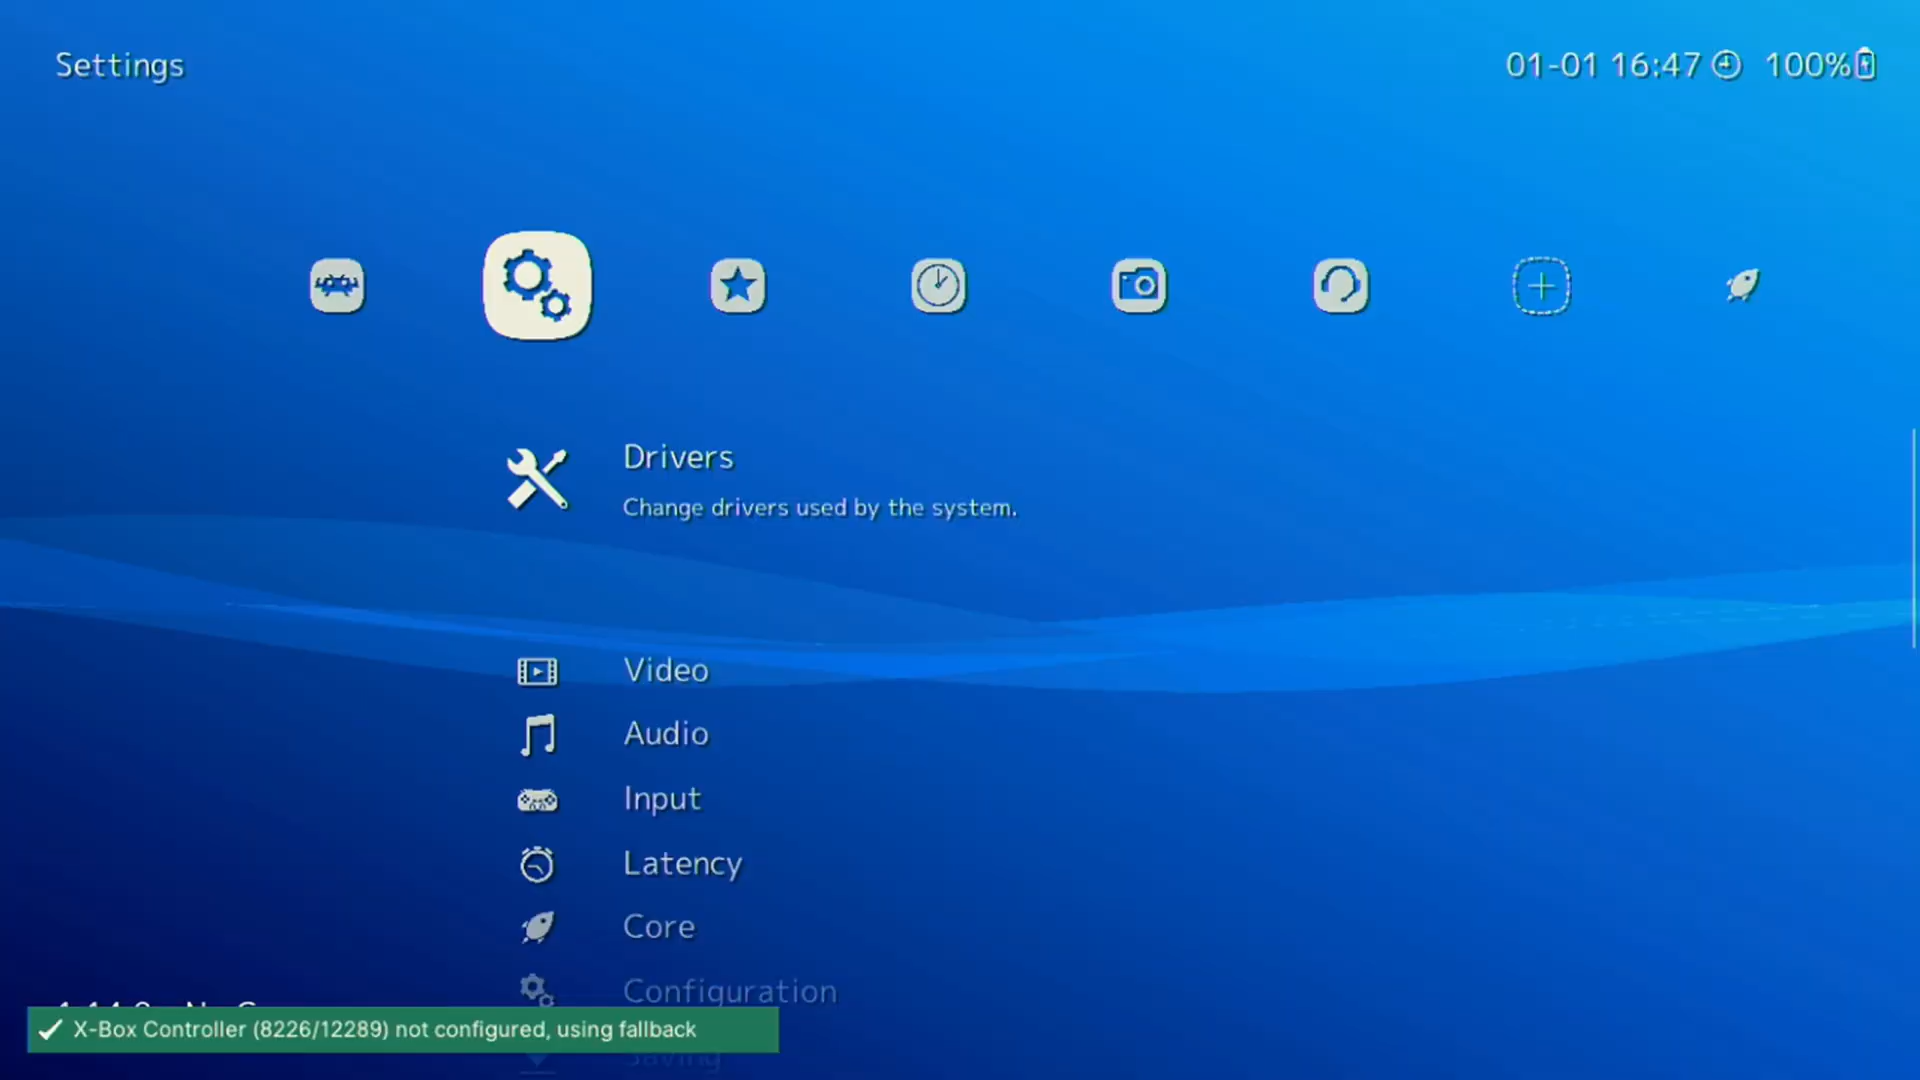 Settings
01-01 16:47 100%
Drivers
Change drivers used by the system.
Video
Audio
Input
Latency
Core
Configuration
X-Box Controller (8226/12289) not configured, using fallback
Saving